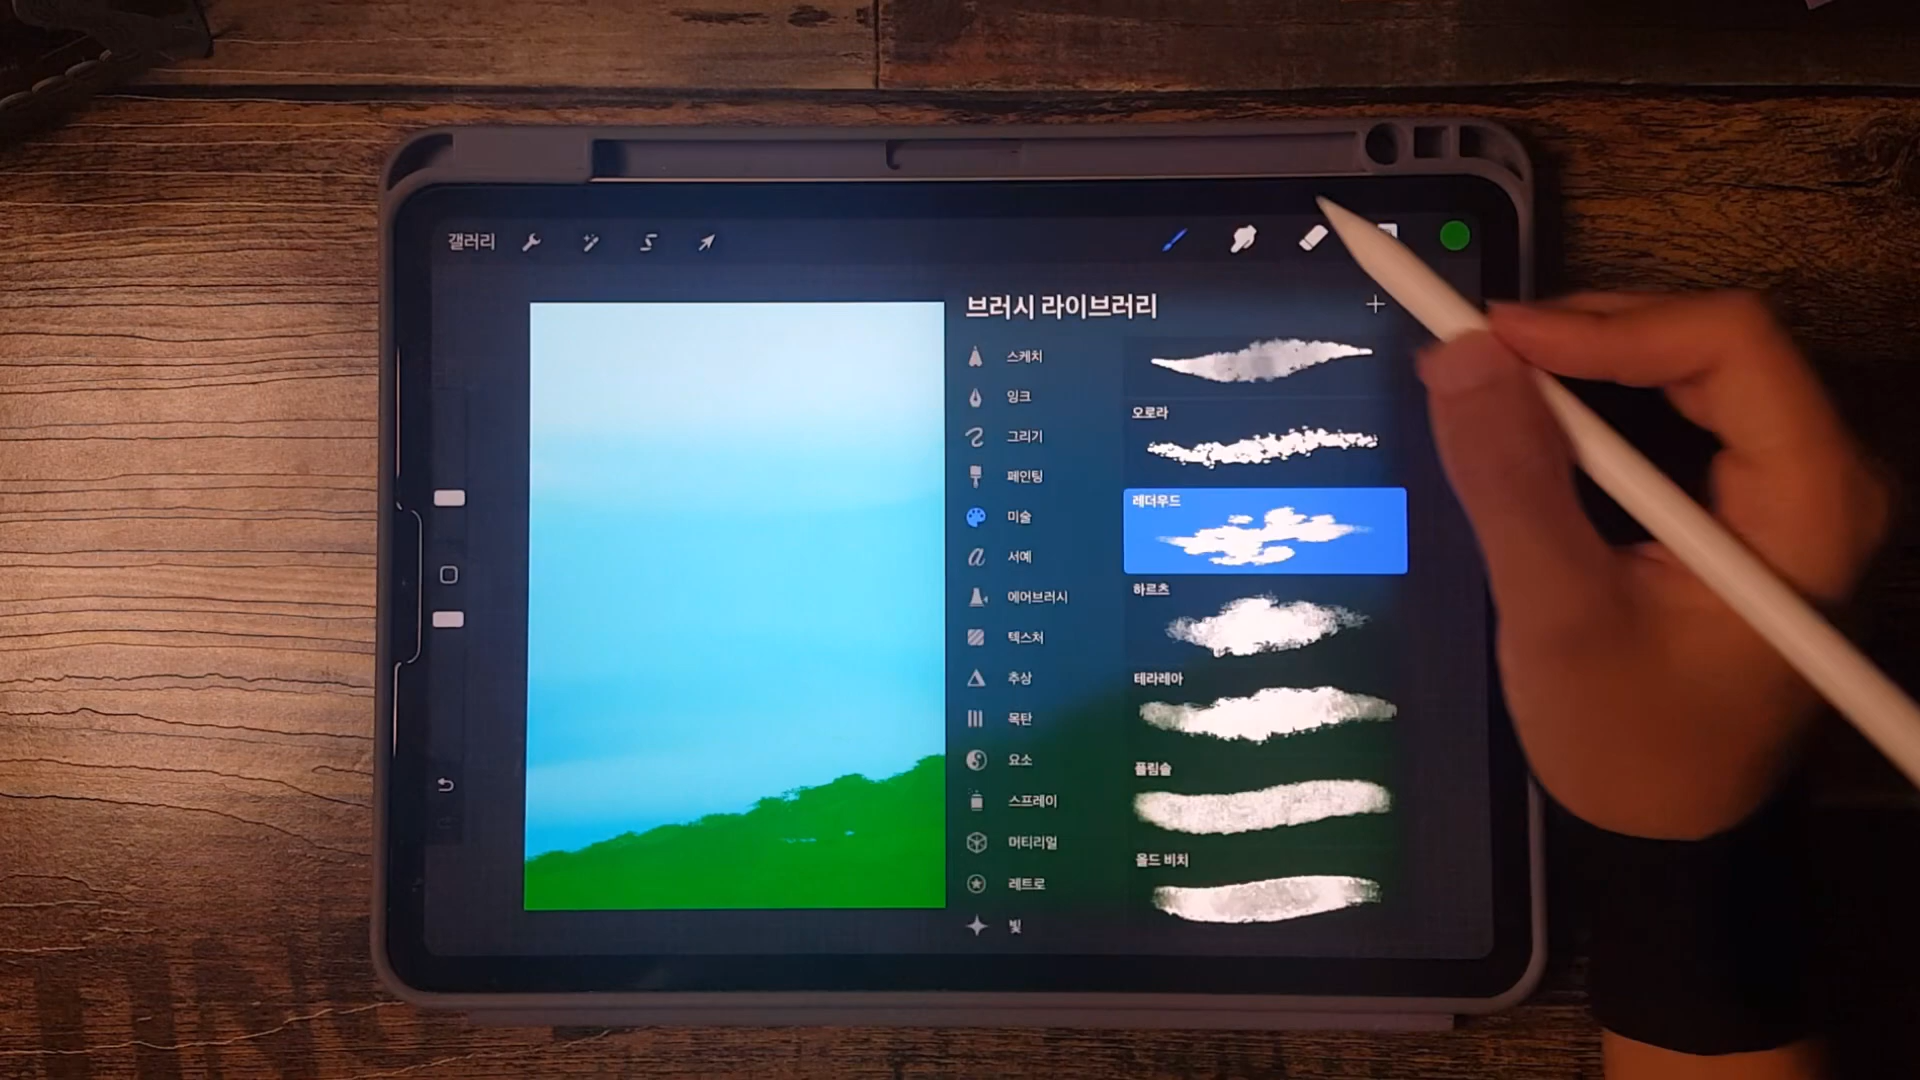 갤러리
브러시 라이브러리
스케치
잉크
그리기
페인팅
미술
서예
에어브러시
텍스처
추상
목탄
요소
스프레이
머티리얼
레트로
빛
오로라
레더우드
하르츠
테라레아
플림솔
올드 비치